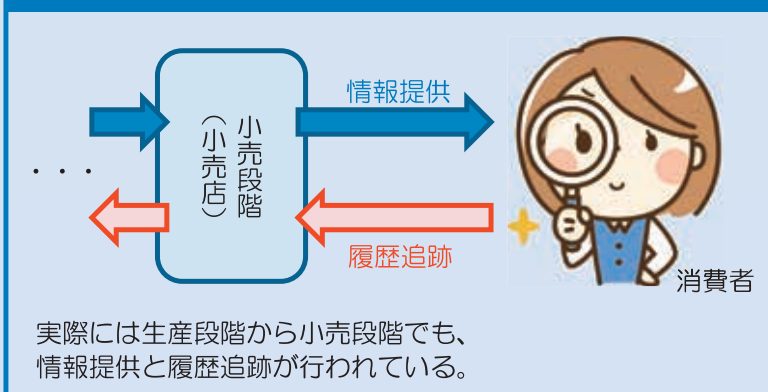 情報提供
・・・
小売段階
（小売店）
履歴追跡
消費者
実際には生産段階から小売段階でも、
情報提供と履歴追跡が行われている。